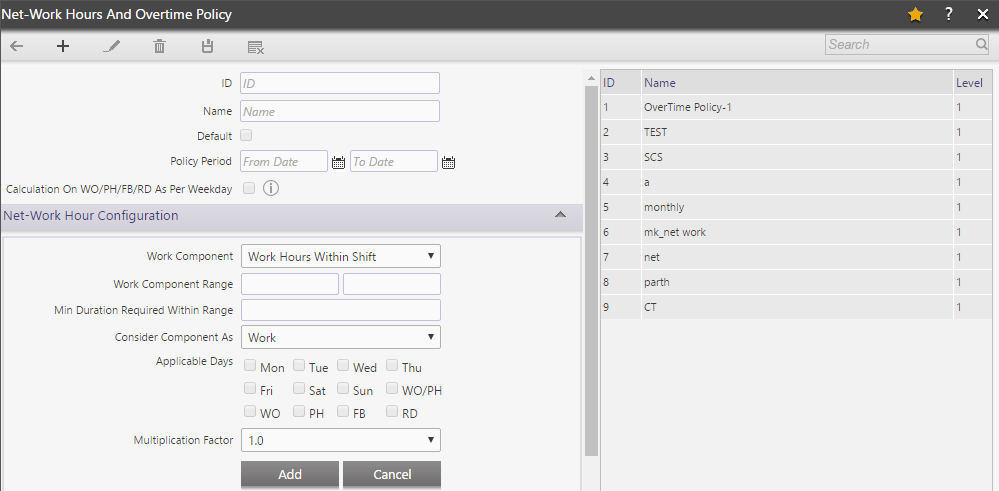 Net-Work Hours And Overtime Policy
?
Search
ID
ID
Name
Name
Default
Policy Period
From Date
To Date
Calculation On WO/PH/FB/RD As Per Weekday
i
Net-Work Hour Configuration
Work Component
Work Hours Within Shift
Work Component Range
Min Duration Required Within Range
Consider Component As
Work
Applicable Days
Mon Tue Wed Thu
Fri Sat Sun WO/PH
WO PH FB RD
Multiplication Factor
1.0
Add Cancel
ID Name Level
1 OverTime Policy-1 1
2 TEST 1
3 SCS 1
4 a 1
5 monthly 1
6 mk_net work 1
7 net 1
8 parth 1
9 CT 1